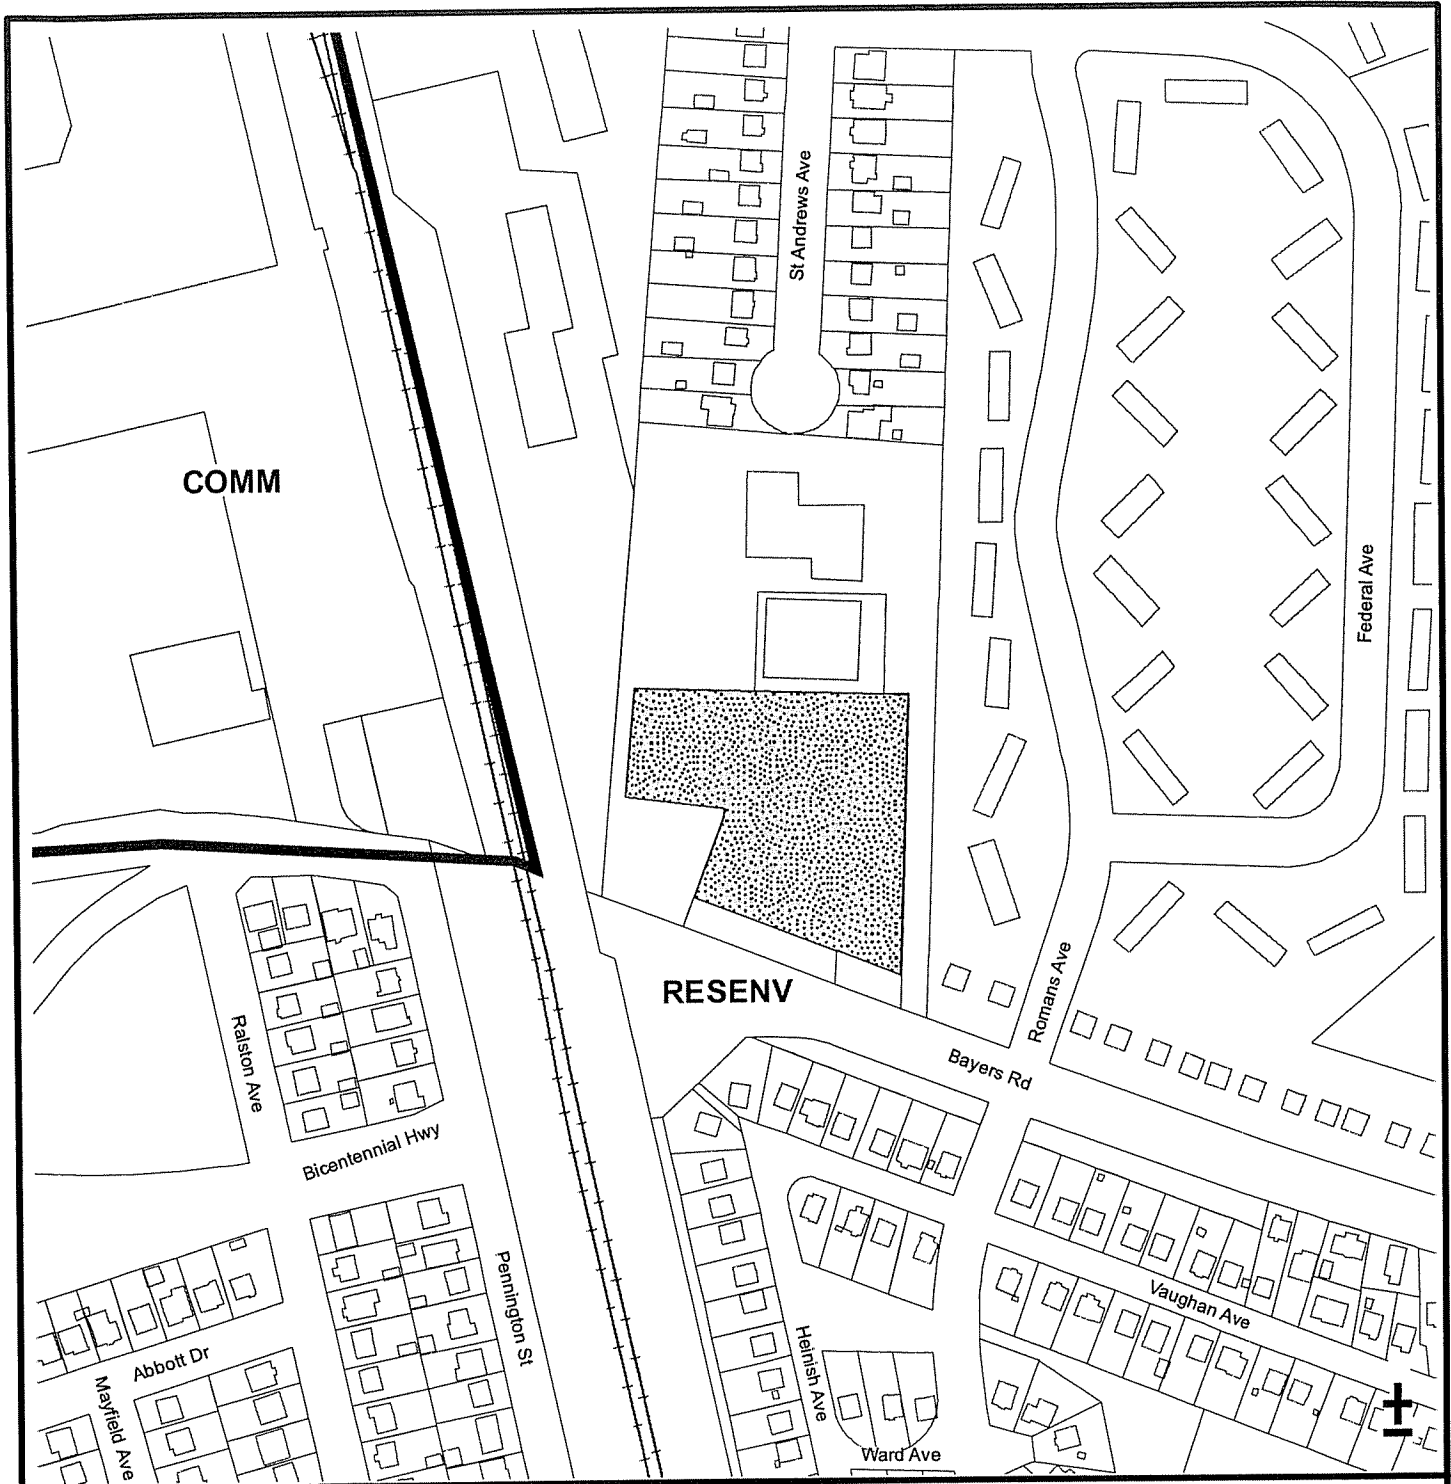 St Andrews Ave
COMM
Federal Ave
RESENV
Romans Ave
Bayers Rd
Ralston Ave
Bicentennial Hwy
Pennington St
Vaughan Ave
Heinish Ave
Abbott Dr
Mayfield Ave
Ward Ave